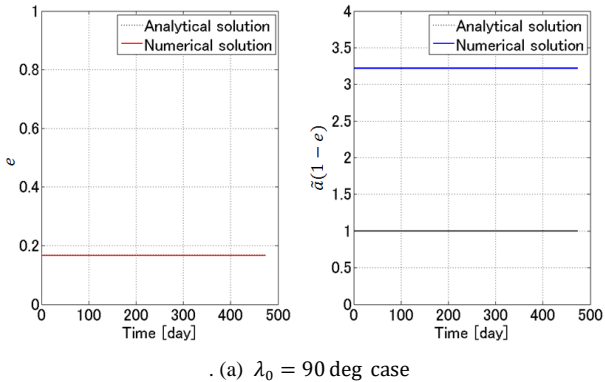 Analytical solution
Numerical solution
1
0.8
0.6
0.4
0.2
0
e
0 100 200 300 400 500
Time [day]
Analytical solution
Numerical solution
4
3.5
3
2.5
2
1.5
1
0.5
0
ã(1 − e)
0 100 200 300 400 500
Time [day]
. (a) λ₀ = 90 deg case